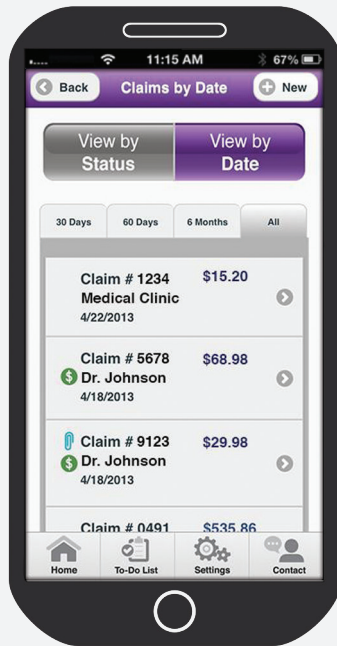 11:15 AM 67%
Back Claims by Date New
View by Status View by Date
30 Days 60 Days 6 Months All
Claim # 1234 $15.20
Medical Clinic
4/22/2013
Claim # 5678 $68.98
Dr. Johnson
4/18/2013
Claim # 9123 $29.98
Dr. Johnson
4/18/2013
Claim # 0491 $535.86
Home To-Do List Settings Contact